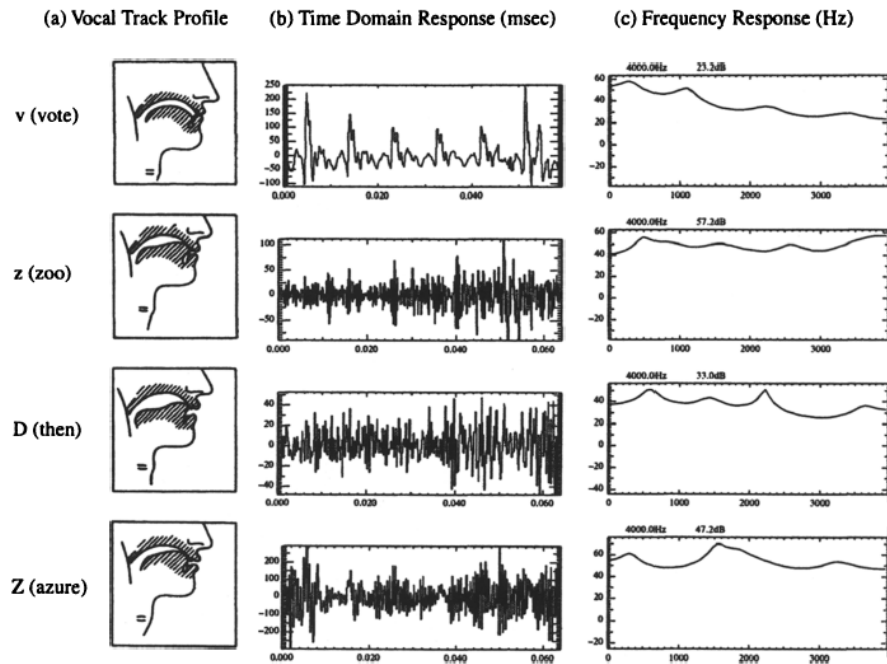 (a) Vocal Track Profile (b) Time Domain Response (msec) (c) Frequency Response (Hz)
v (vote)
250
200
150
100
50
0
-50
-100
0.000 0.020 0.040
4000.0Hz 23.2dB
60
40
20
0
-20
0 1000 2000 3000
z (zoo)
100
50
0
-50
0.000 0.020 0.040 0.060
4000.0Hz 57.2dB
60
40
20
0
0 1000 2000 3000
D (then)
40
20
0
-20
-40
0.000 0.020 0.040 0.060
4000.0Hz 33.0dB
40
20
0
-20
-40
0 1000 2000 3000
Z (azure)
200
100
0
-100
-200
0.000 0.020 0.040 0.060
4000.0Hz 47.2dB
60
40
20
0
-20
0 1000 2000 3000